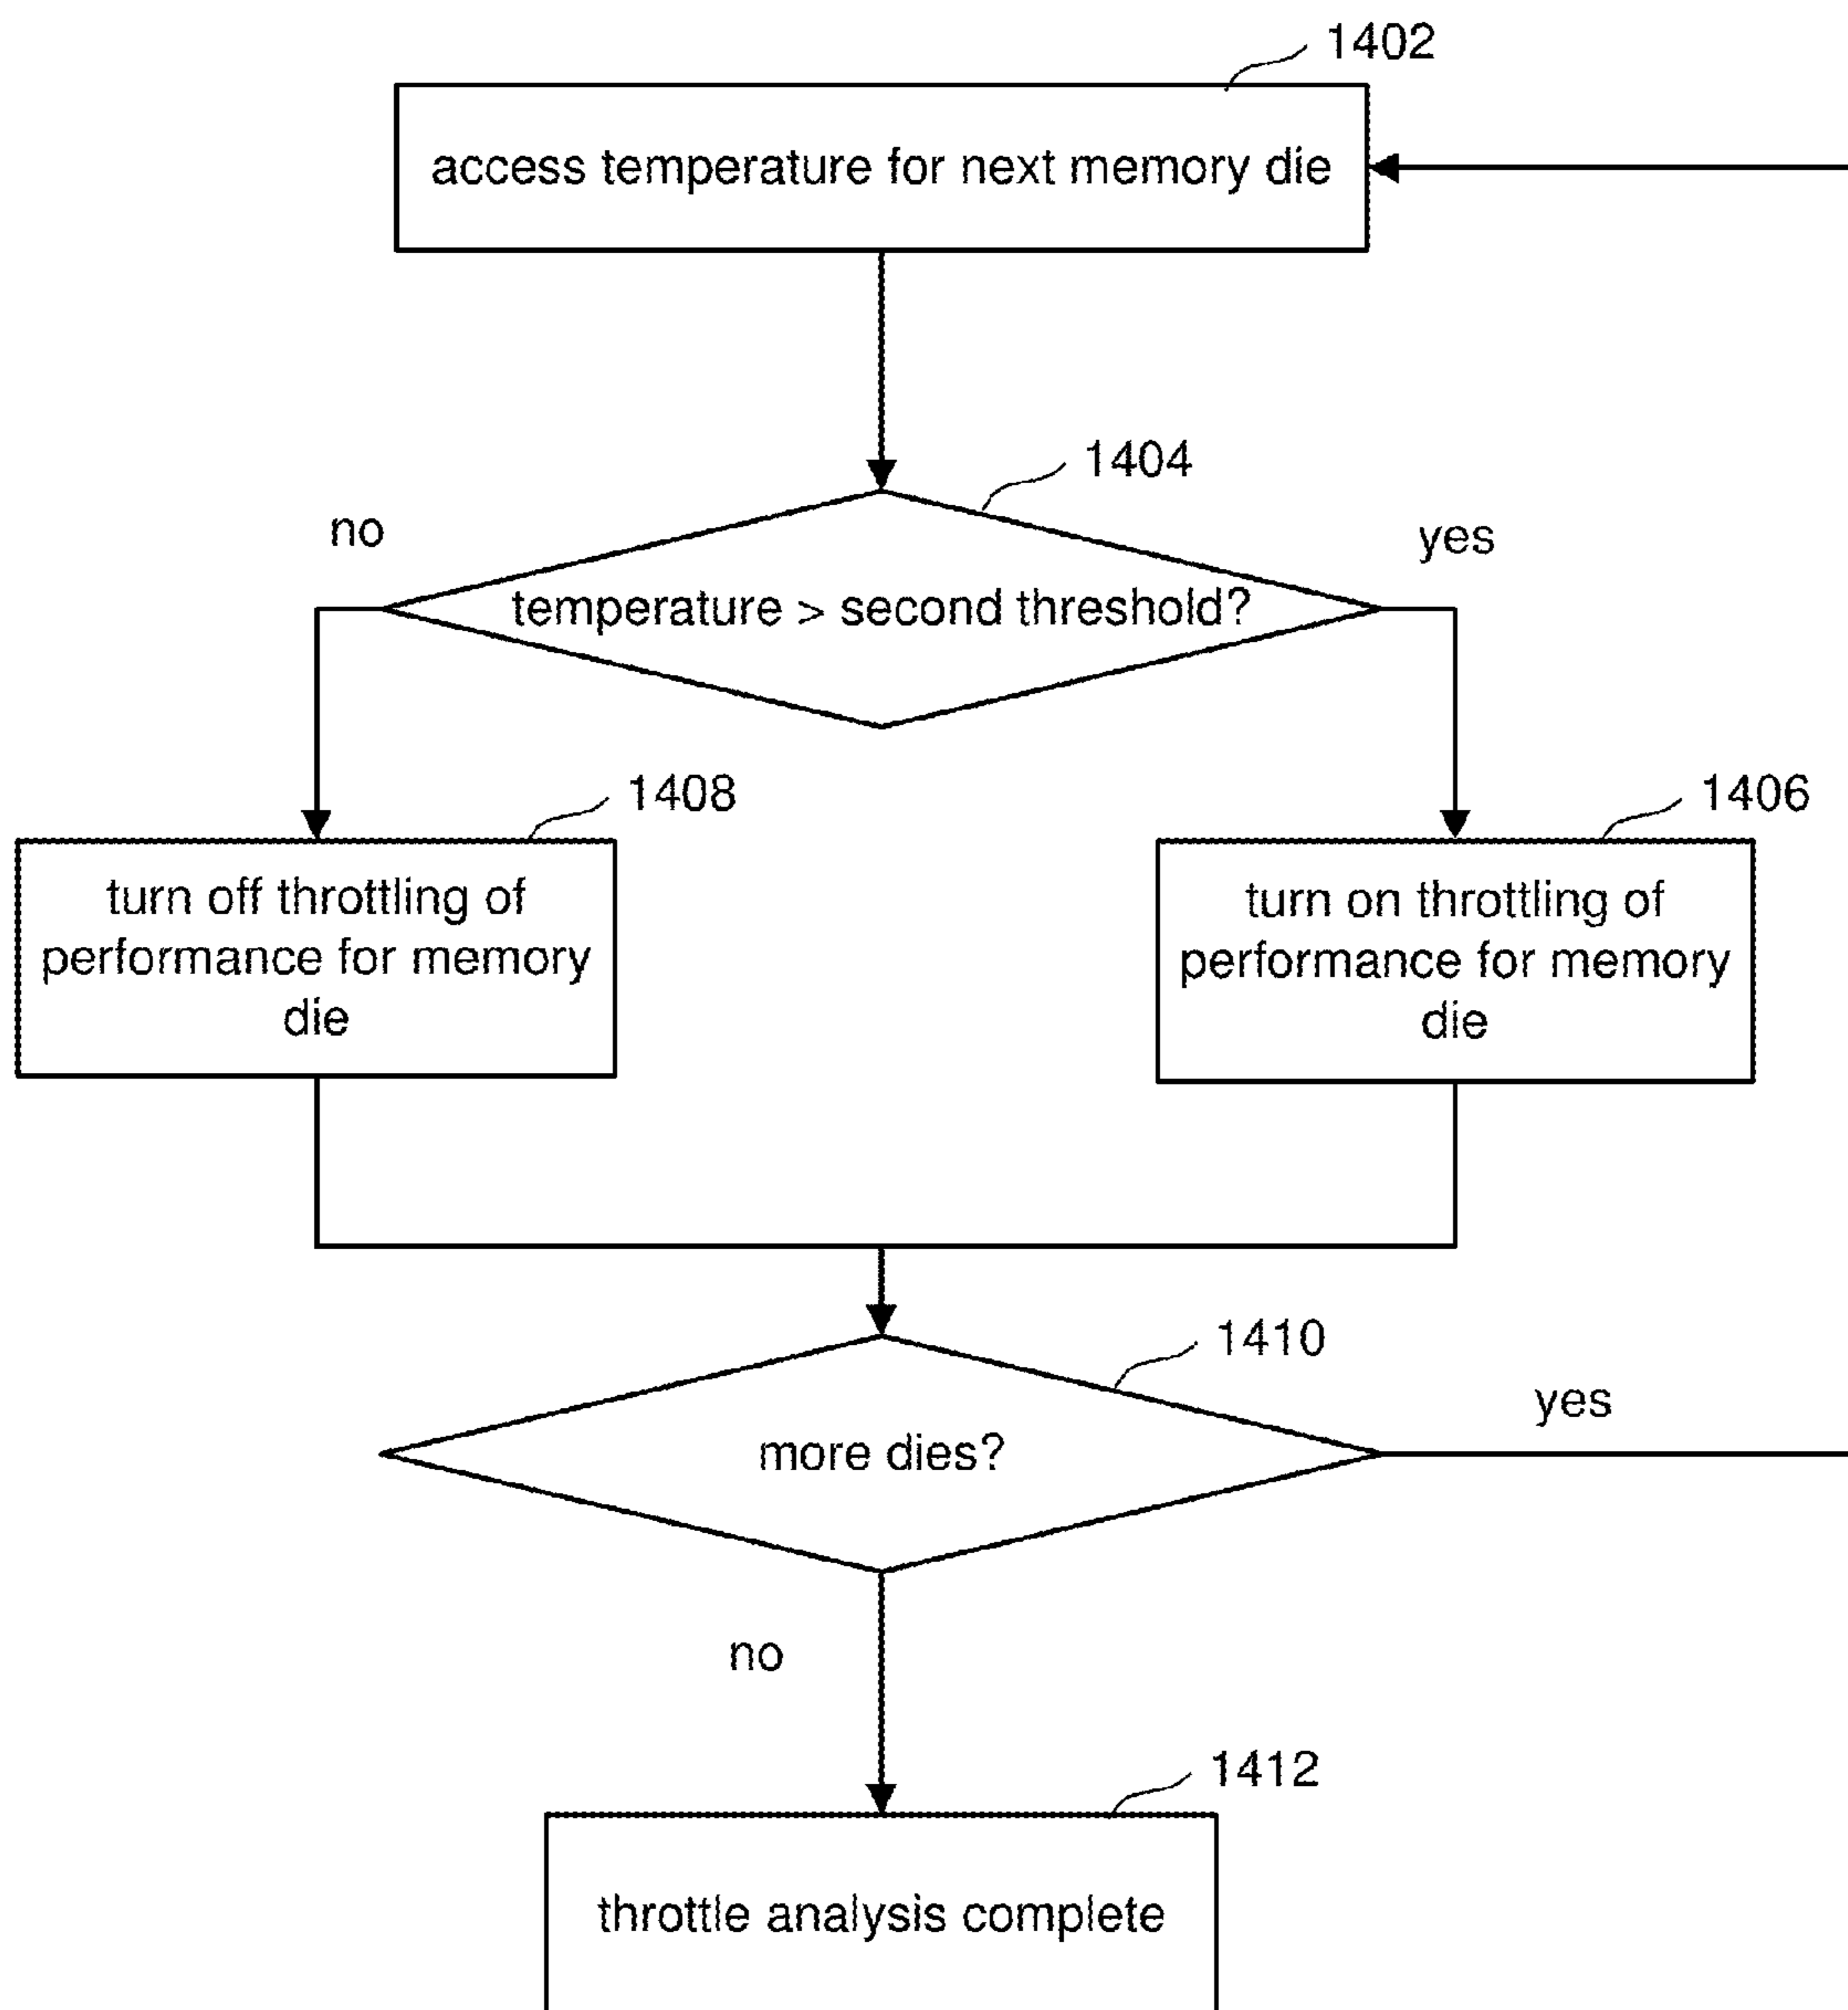 1402
access temperature for next memory die
1404
no
yes
temperature > second threshold?
1408
1406
turn off throttling of
performance for memory
die
turn on throttling of
performance for memory
die
1410
yes
more dies?
no
1412
throttle analysis complete